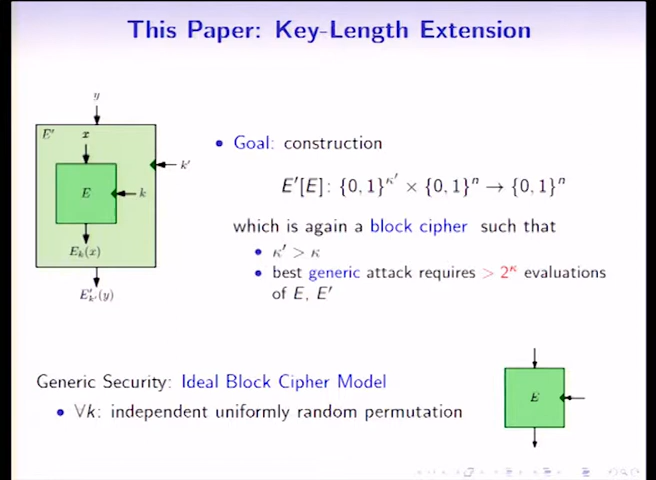 This Paper: Key-Length Extension
y
E′ x
k′
E k
E_k(x)
E′_{k′}(y)
• Goal: construction
E′[E]: {0, 1}^{κ′} × {0, 1}^n → {0, 1}^n
which is again a block cipher such that
• κ′ > κ
• best generic attack requires > 2^κ evaluations
of E, E′
Generic Security: Ideal Block Cipher Model
• ∀k: independent uniformly random permutation
E